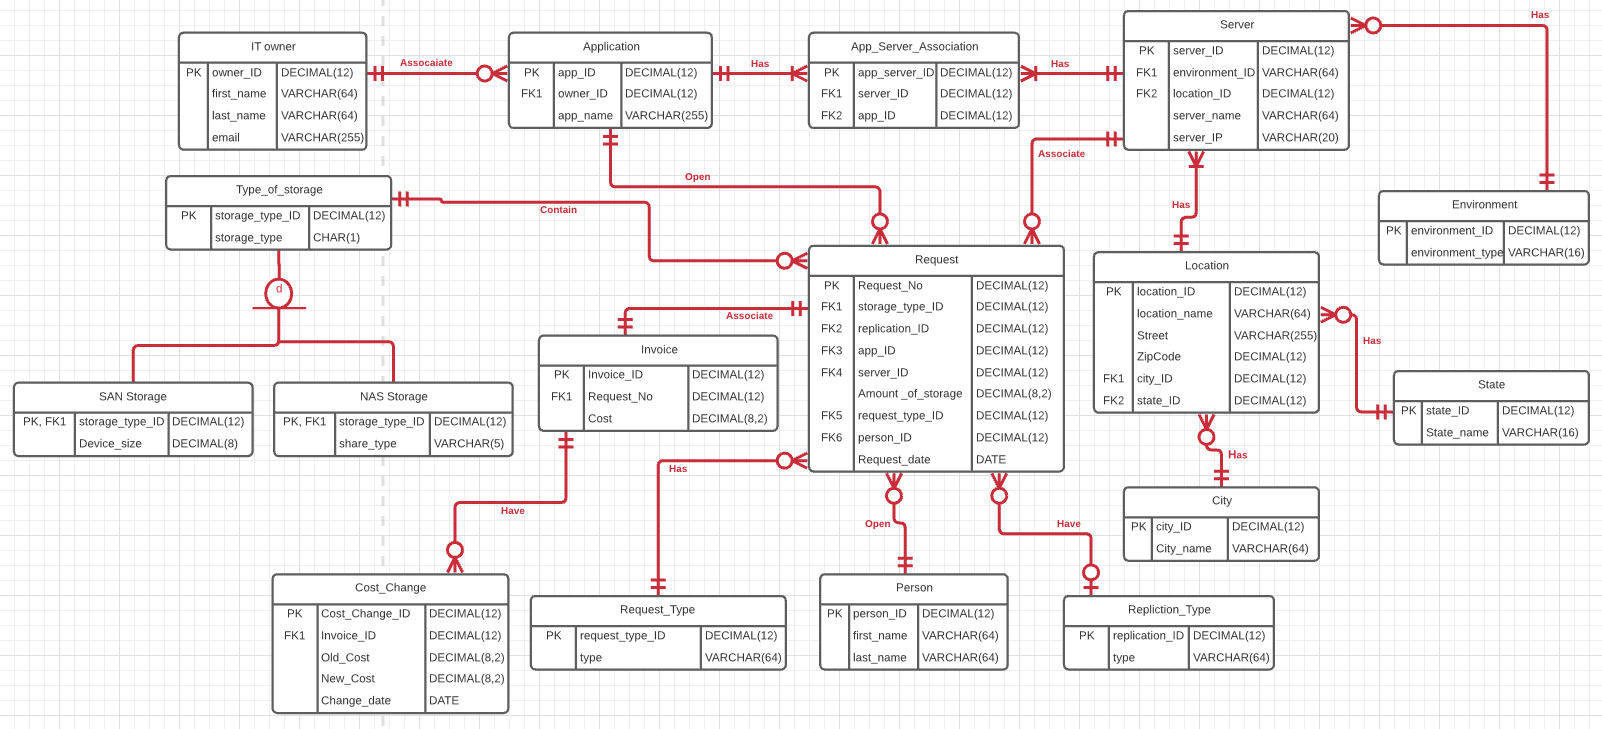 IT owner
PK owner_ID DECIMAL(12)
first_name VARCHAR(64)
last_name VARCHAR(64)
email VARCHAR(255)
Assocaiate
Application
PK app_ID DECIMAL(12)
FK1 owner_ID DECIMAL(12)
app_name VARCHAR(255)
Has
App_Server_Association
PK app_server_ID DECIMAL(12)
FK1 server_ID DECIMAL(12)
FK2 app_ID DECIMAL(12)
Has
Server
PK server_ID DECIMAL(12)
FK1 environment_ID VARCHAR(64)
FK2 location_ID DECIMAL(12)
server_name VARCHAR(64)
server_IP VARCHAR(20)
Has
Associate
Open
Type_of_storage
PK storage_type_ID DECIMAL(12)
storage_type CHAR(1)
Contain
Has
Environment
PK environment_ID DECIMAL(12)
environment_type VARCHAR(16)
d
Request
PK Request_No DECIMAL(12)
FK1 storage_type_ID DECIMAL(12)
FK2 replication_ID DECIMAL(12)
FK3 app_ID DECIMAL(12)
FK4 server_ID DECIMAL(12)
Amount _of_storage DECIMAL(8,2)
FK5 request_type_ID DECIMAL(12)
FK6 person_ID DECIMAL(12)
Request_date DATE
Location
PK location_ID DECIMAL(12)
location_name VARCHAR(64)
Street VARCHAR(255)
ZipCode DECIMAL(12)
FK1 city_ID DECIMAL(12)
FK2 state_ID DECIMAL(12)
Has
Associate
Invoice
PK Invoice_ID DECIMAL(12)
FK1 Request_No DECIMAL(12)
Cost DECIMAL(8,2)
State
PK state_ID DECIMAL(12)
State_name VARCHAR(16)
SAN Storage
PK, FK1 storage_type_ID DECIMAL(12)
Device_size DECIMAL(8)
NAS Storage
PK, FK1 storage_type_ID DECIMAL(12)
share_type VARCHAR(5)
Has
Has
Have
Open
Have
City
PK city_ID DECIMAL(12)
City_name VARCHAR(64)
Cost_Change
PK Cost_Change_ID DECIMAL(12)
FK1 Invoice_ID DECIMAL(12)
Old_Cost DECIMAL(8,2)
New_Cost DECIMAL(8,2)
Change_date DATE
Request_Type
PK request_type_ID DECIMAL(12)
type VARCHAR(64)
Person
PK person_ID DECIMAL(12)
first_name VARCHAR(64)
last_name VARCHAR(64)
Repliction_Type
PK replication_ID DECIMAL(12)
type VARCHAR(64)